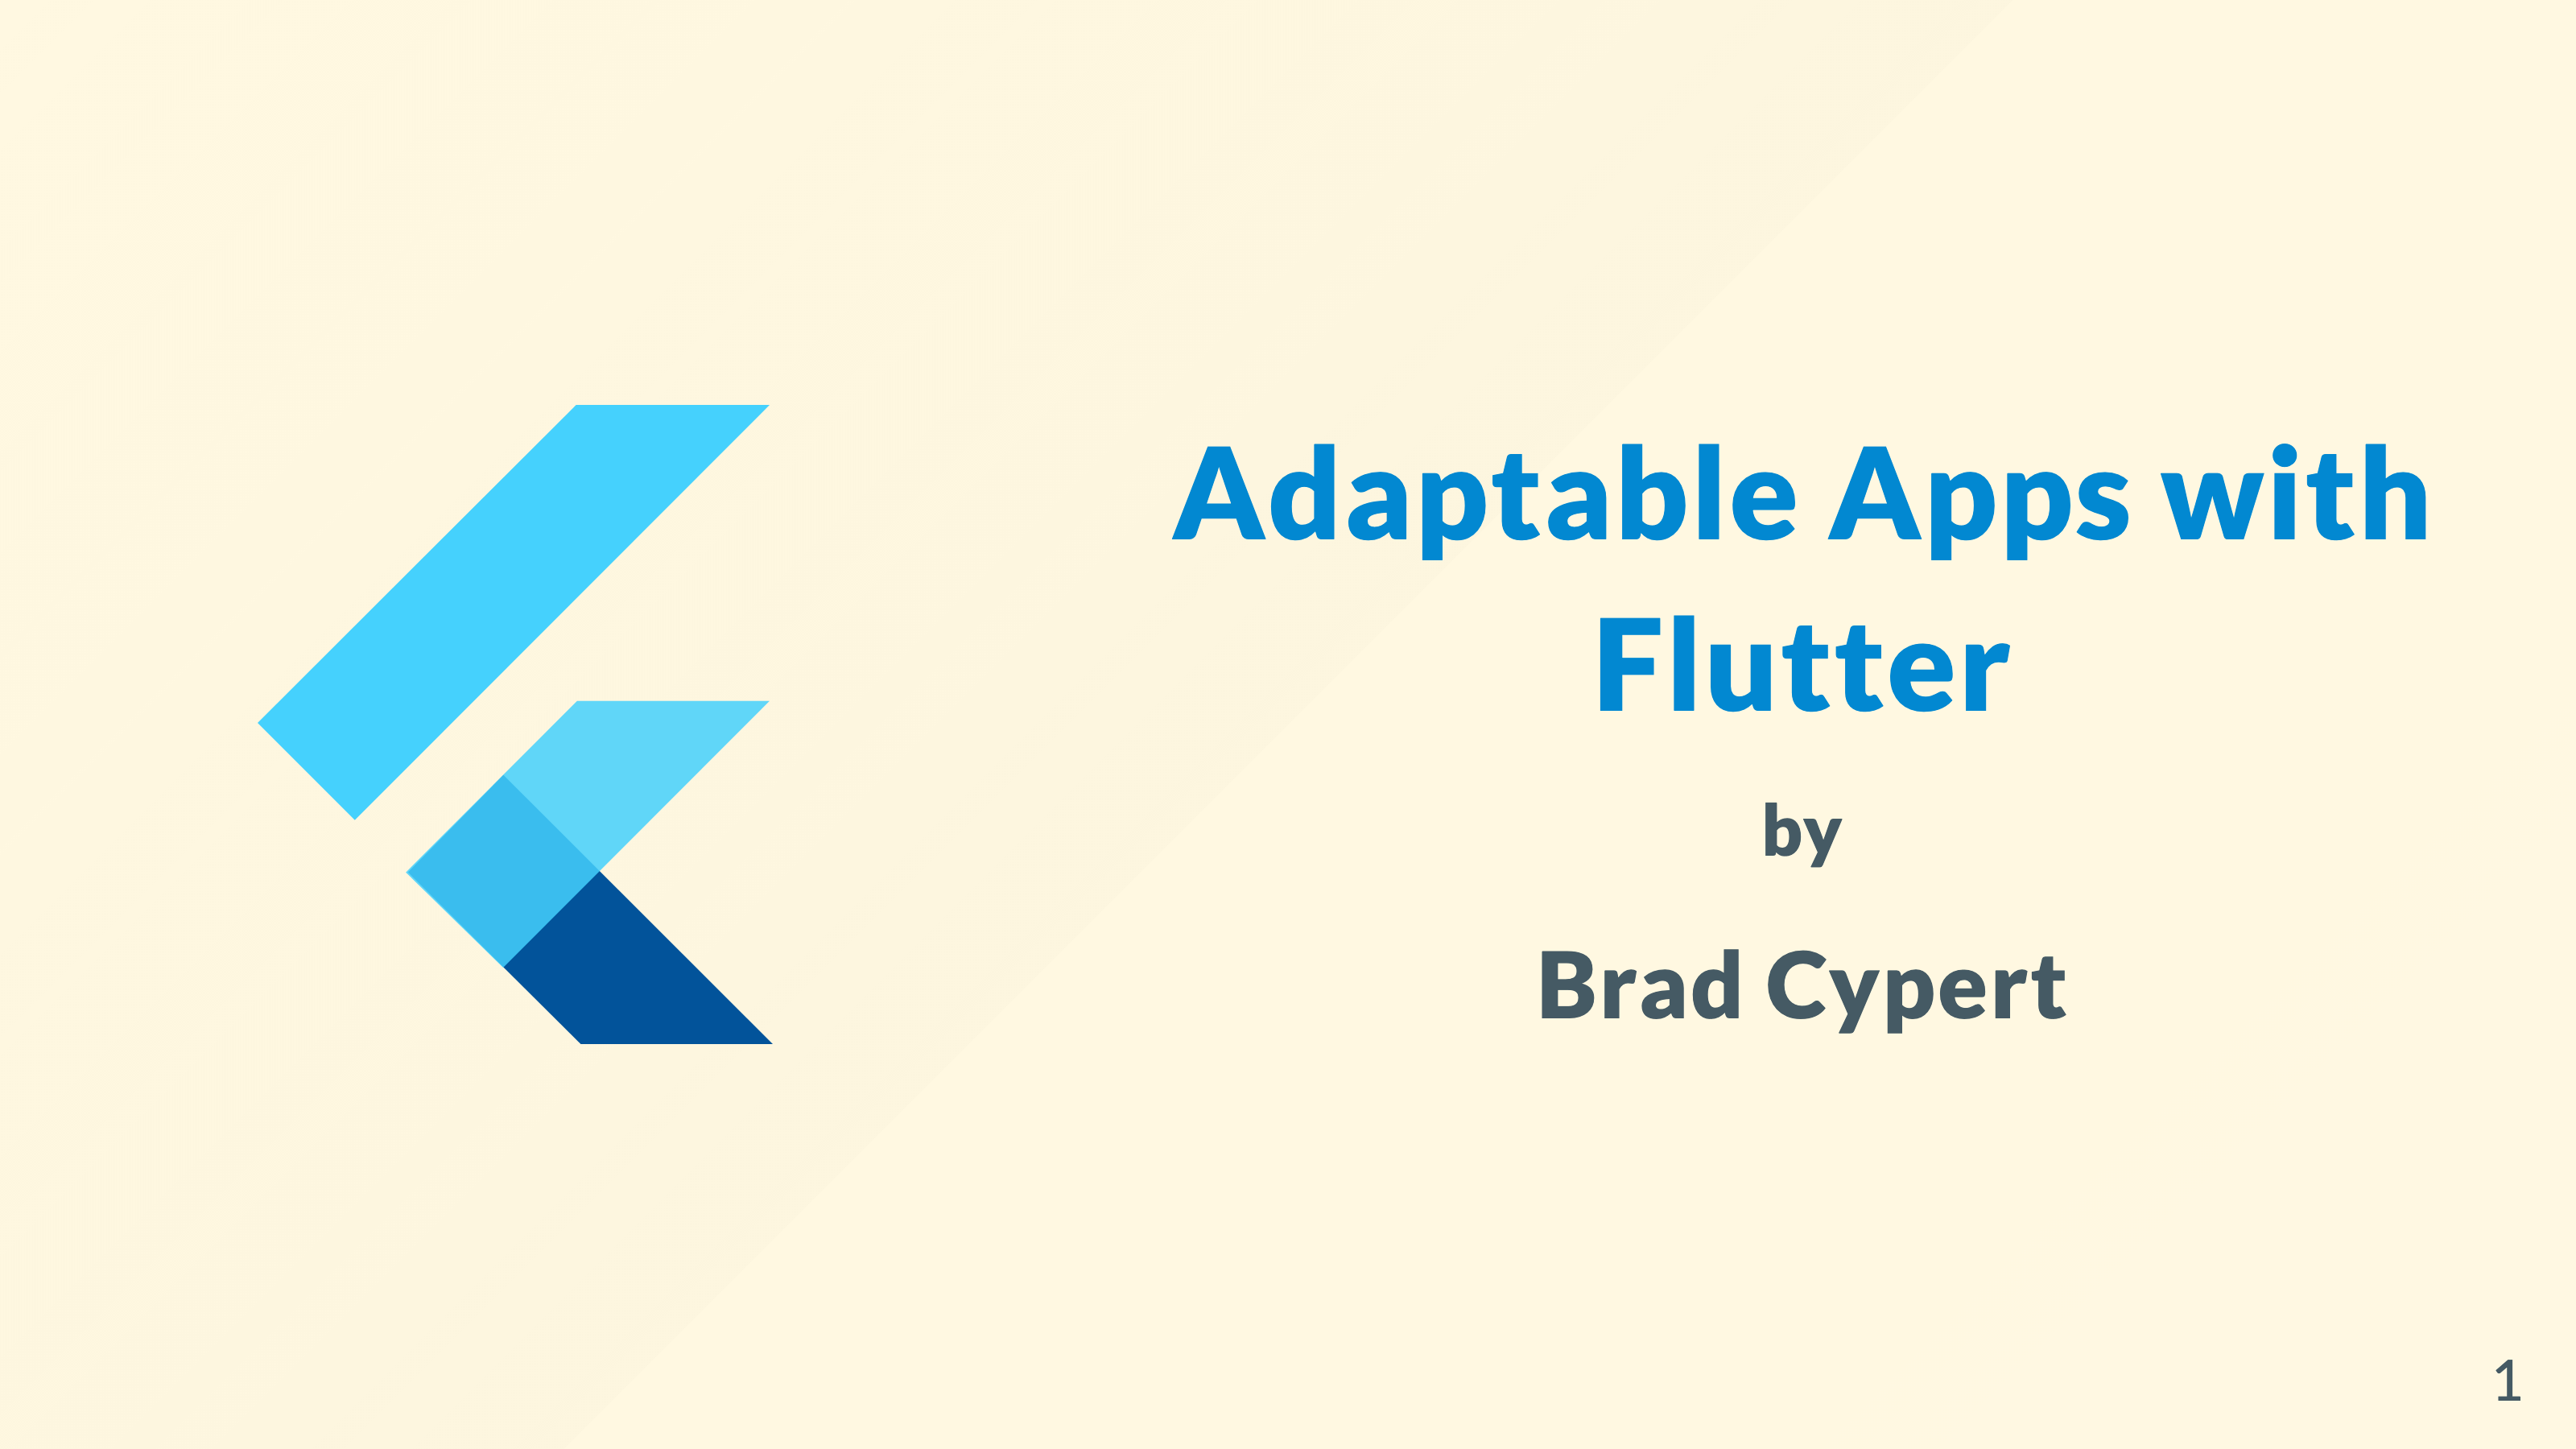 Adaptable Apps with
Flutter
by
Brad Cypert
1